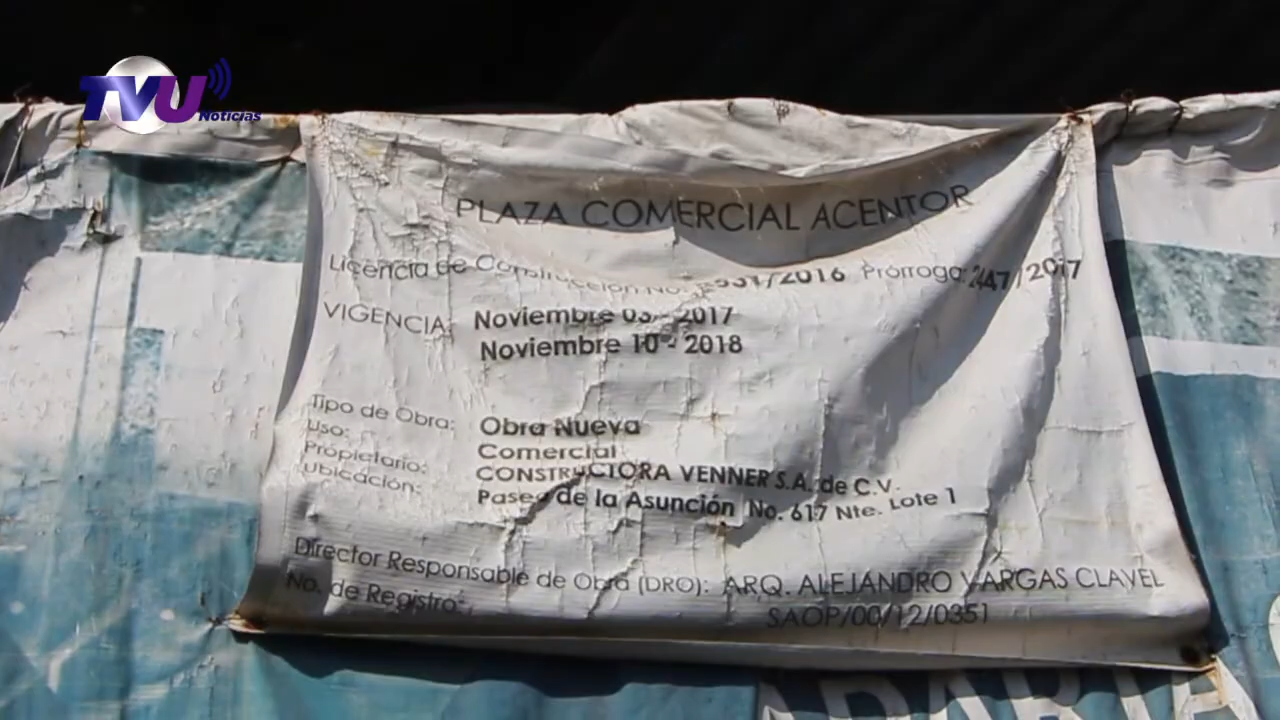 TVU
Noticias
PLAZA COMERCIAL ACENTOR
Licencia de Construcción No. /2016 Prórroga: 2447/2017
VIGENCIA: Noviembre 03 - 2017
Noviembre 10 - 2018
Tipo de Obra: Obra Nueva
Uso: Comercial
Propietario: CONSTRUCTORA VENNER S.A. de C.V.
Ubicación: Paseo de la Asunción No. 617 Nte. Lote 1
Director Responsable de Obra (DRO): ARQ. ALEJANDRO VARGAS CLAVEL
No. de Registro: SAOP/00/12/0351